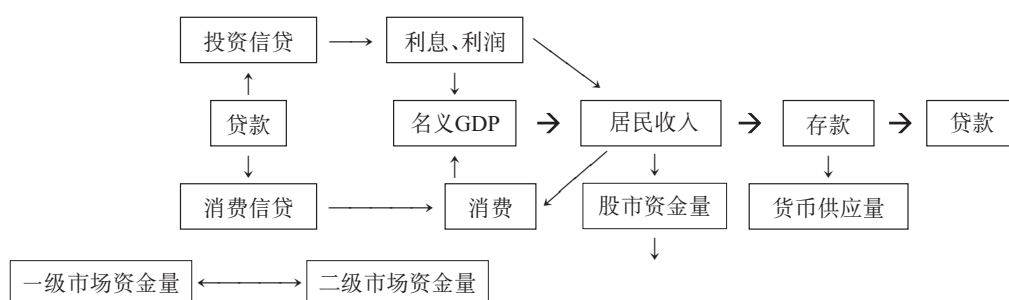 投资信贷
利息、利润
贷款
名义GDP
居民收入
存款
贷款
消费信贷
消费
股市资金量
货币供应量
一级市场资金量
二级市场资金量